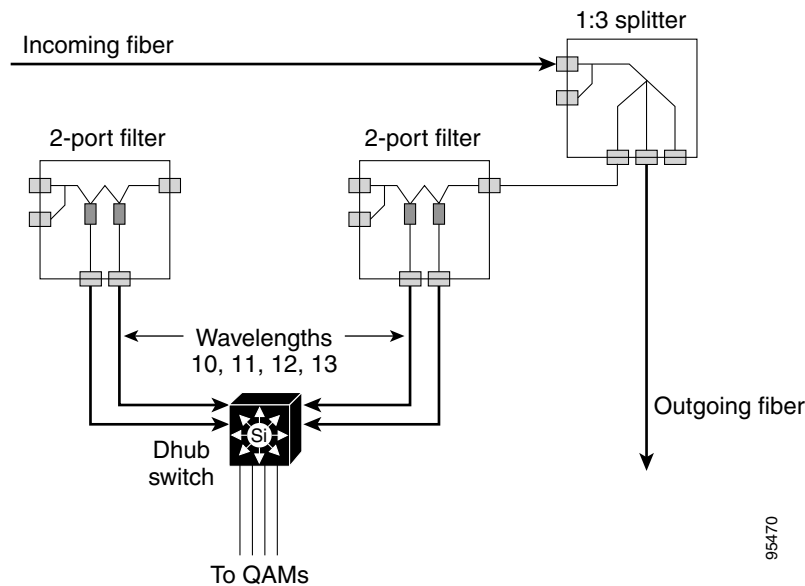 1:3 splitter
Incoming fiber
2-port filter
2-port filter
Wavelengths
10, 11, 12, 13
Outgoing fiber
Si
Dhub
switch
To QAMs
95470